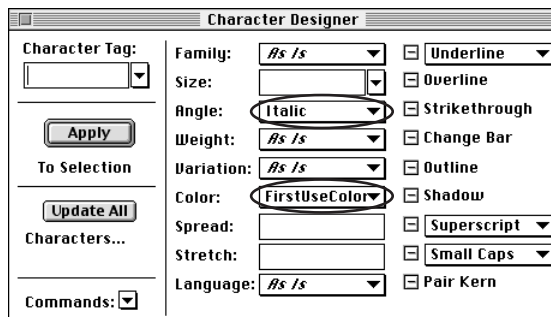 Character Designer
Character Tag:
Apply
To Selection
Update All
Characters...
Commands:
Family: As Is
Size:
Angle: Italic
Weight: As Is
Variation: As Is
Color: FirstUseColor
Spread:
Stretch:
Language: As Is
Underline
Overline
Strikethrough
Change Bar
Outline
Shadow
Superscript
Small Caps
Pair Kern